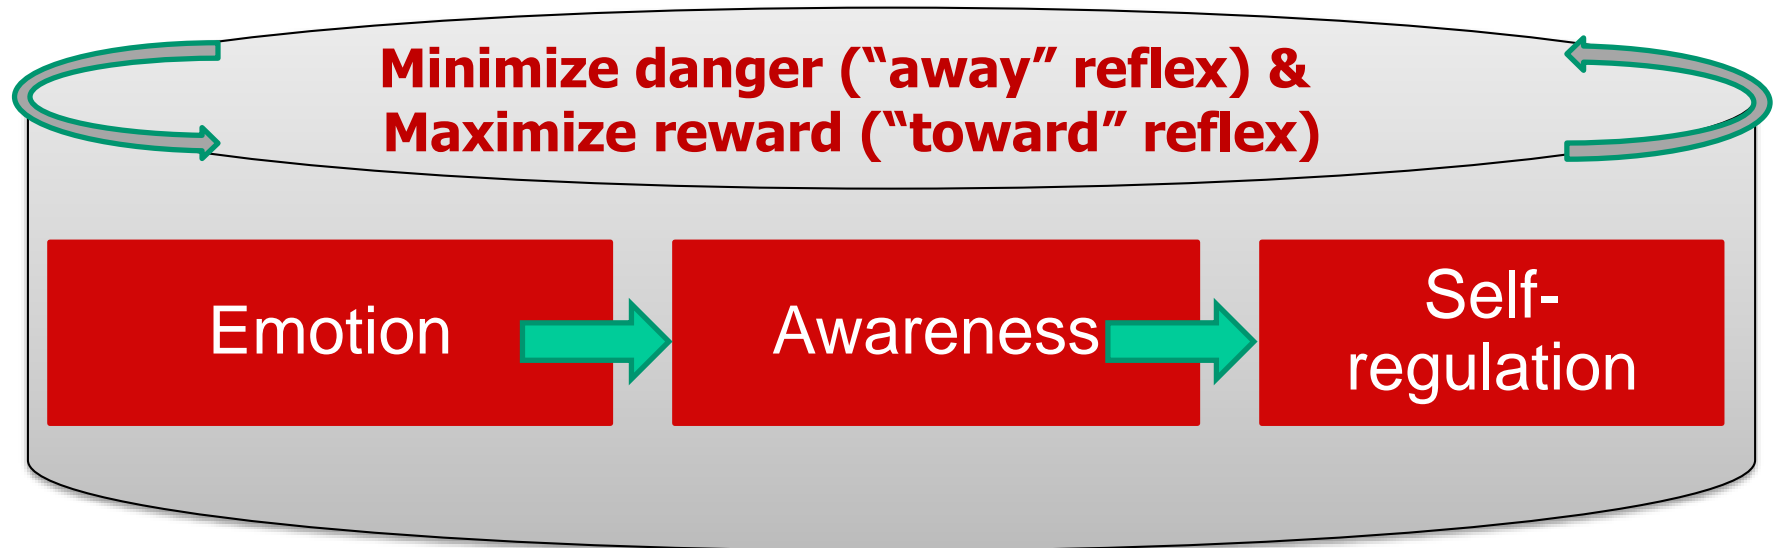 Minimize danger (“away” reflex) &
Maximize reward (“toward” reflex)
Emotion
Awareness
Self-
regulation